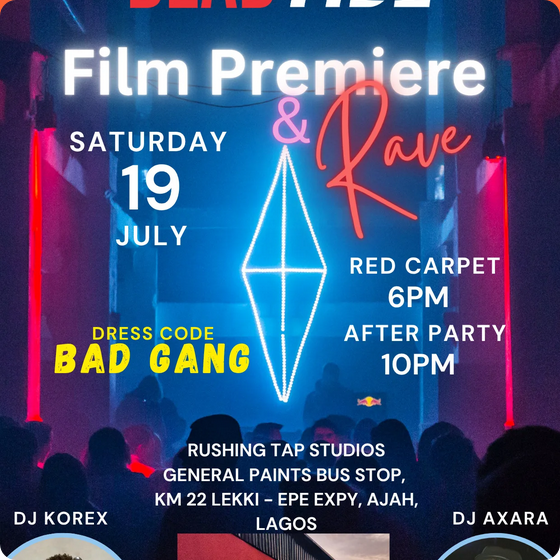 Film Premiere
& Rave
SATURDAY
19
JULY
RED CARPET
6PM
AFTER PARTY
10PM
DRESS CODE
BAD GANG
RUSHING TAP STUDIOS
GENERAL PAINTS BUS STOP,
KM 22 LEKKI - EPE EXPY, AJAH,
LAGOS
DJ KOREX
DJ AXARA